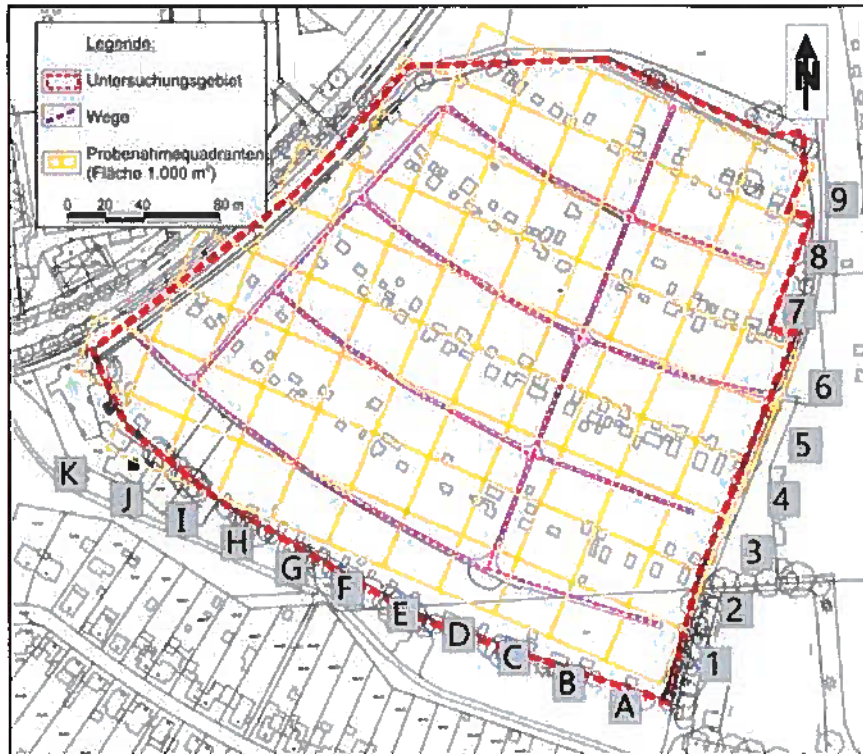 Legende:
Untersuchungsgebiet
Wege
Probenahmequadranten
(Fläche 1.000 m²)
0 20 40 80 m
N
9
8
7
6
5
4
3
2
1
K
J
I
H
G
F
E
D
C
B
A